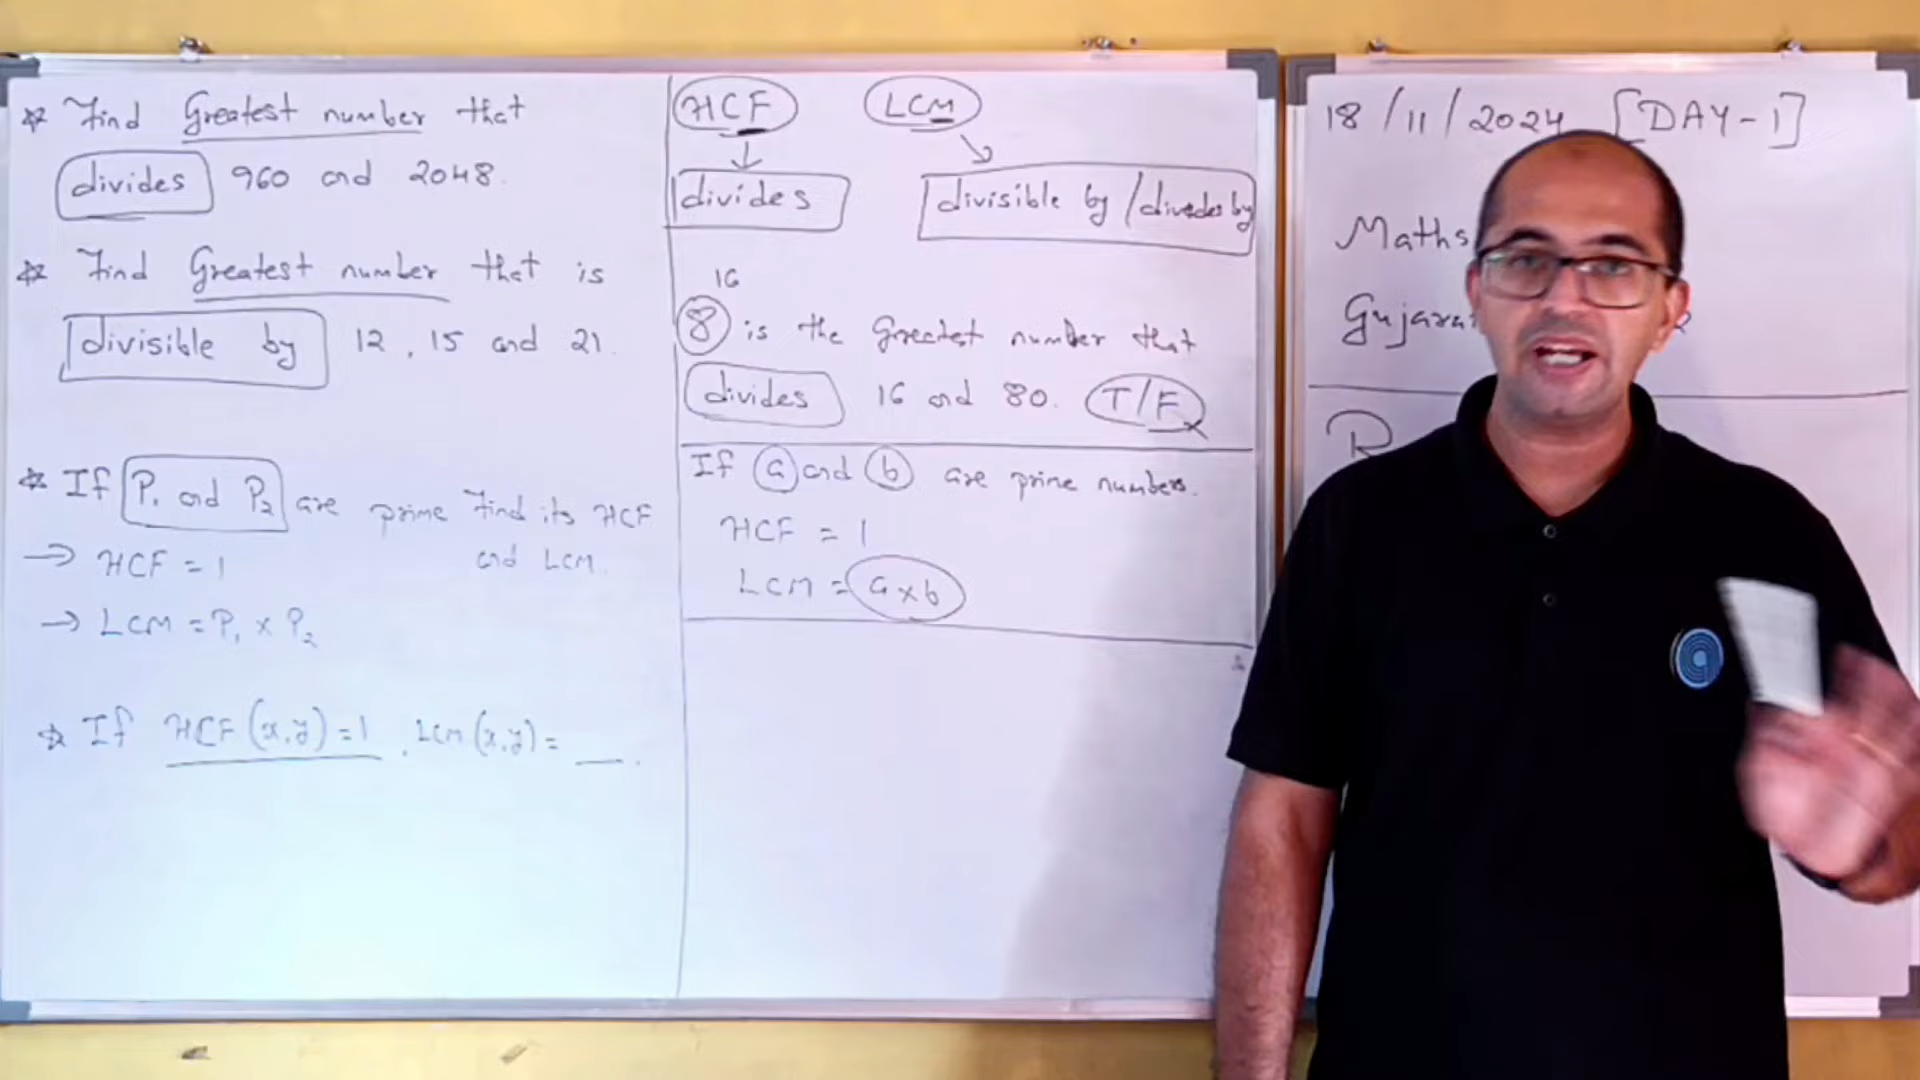 ☆ Find Greatest number that
divides 960 and 2048.
☆ Find Greatest number that is
divisible by 12, 15 and 21.
☆ If P₁ and P₂ are prime find its HCF
and LCM.
→ HCF = 1
→ LCM = P₁ × P₂
☆ If HCF(x,y)=1, LCM(x,y)= __.
HCF LCM
↓ ↘
divides divisible by / divedes by
16
8 is the Greatest number that
divides 16 and 80. T/F
If a and b are prime numbers.
HCF = 1
LCM = a×b
18/11/2024 [DAY-1]
Maths